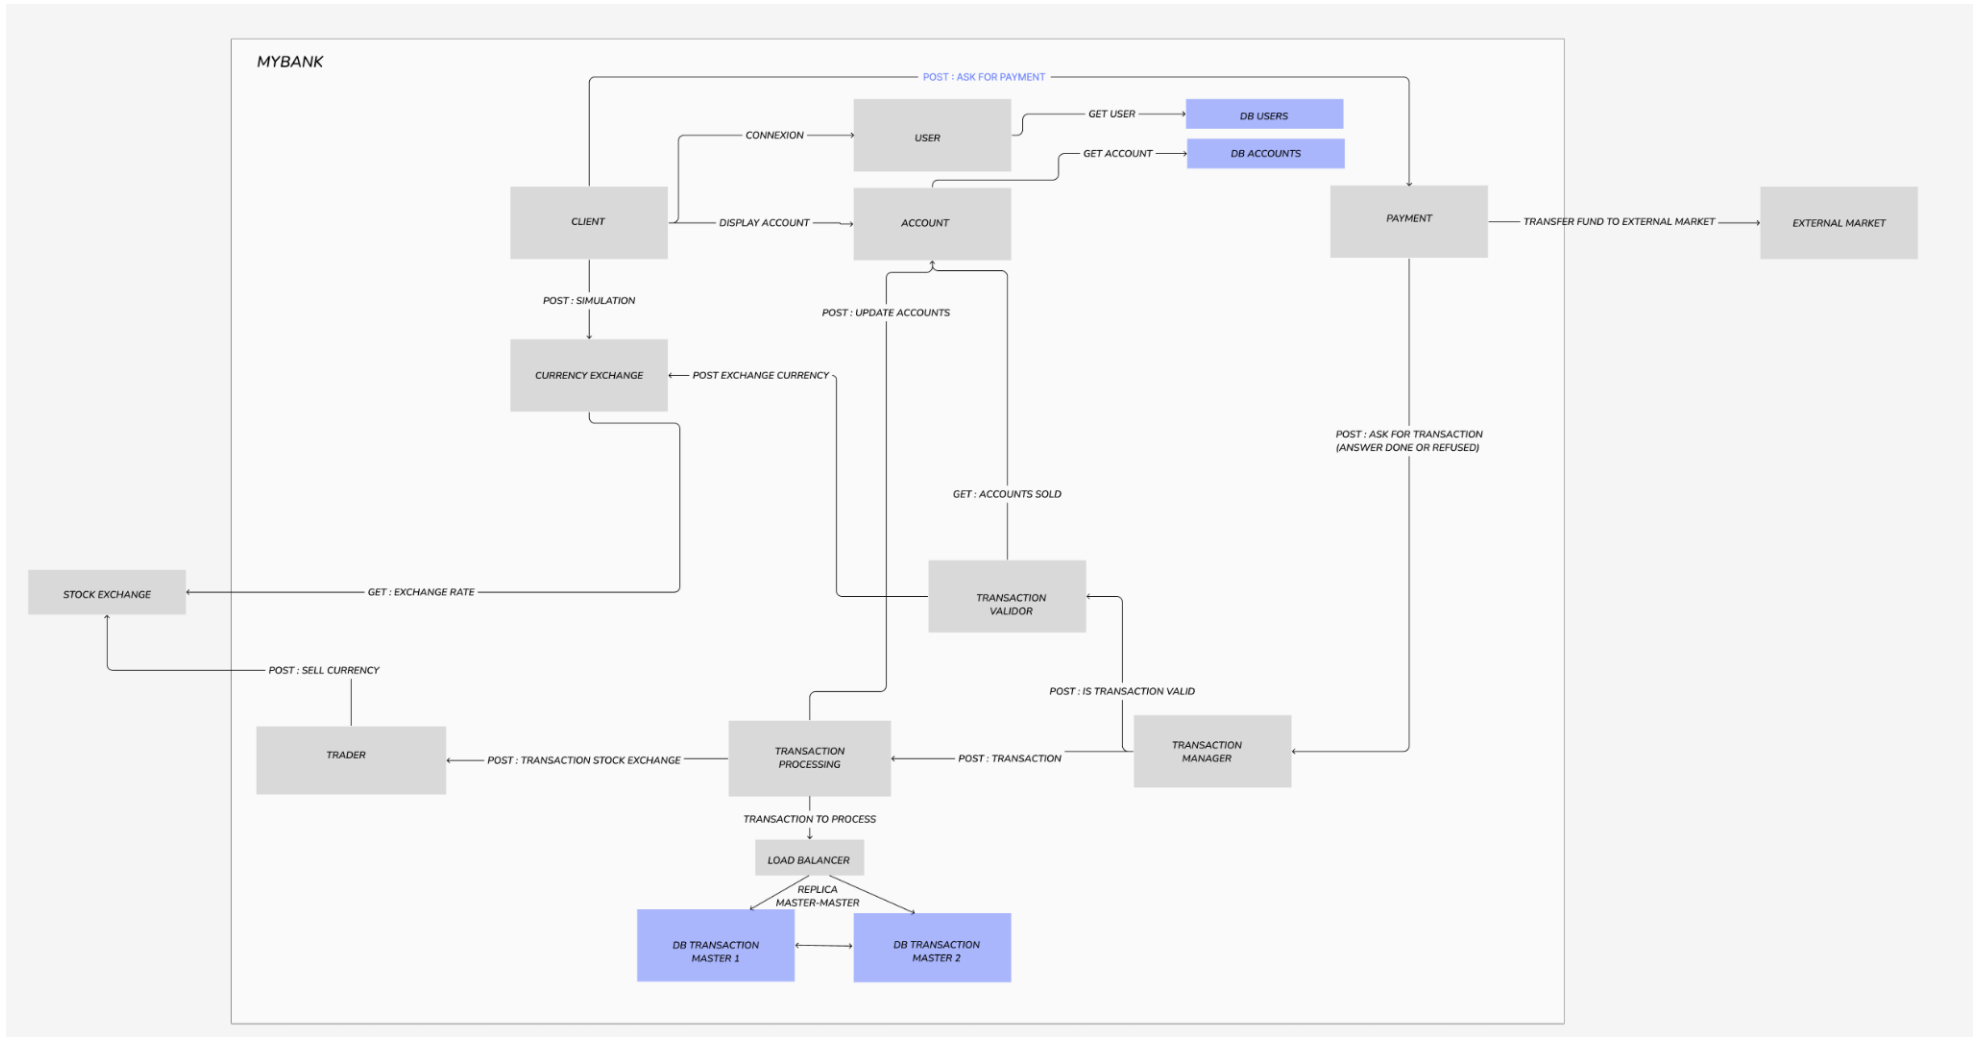 MYBANK
POST : ASK FOR PAYMENT
GET USER
DB USERS
CONNEXION
USER
GET ACCOUNT
DB ACCOUNTS
CLIENT
DISPLAY ACCOUNT
ACCOUNT
PAYMENT
TRANSFER FUND TO EXTERNAL MARKET
EXTERNAL MARKET
POST : SIMULATION
POST : UPDATE ACCOUNTS
CURRENCY EXCHANGE
POST EXCHANGE CURRENCY
POST : ASK FOR TRANSACTION
(ANSWER DONE OR REFUSED)
GET : ACCOUNTS SOLD
STOCK EXCHANGE
GET : EXCHANGE RATE
TRANSACTION
VALIDOR
POST : SELL CURRENCY
POST : IS TRANSACTION VALID
TRADER
POST : TRANSACTION STOCK EXCHANGE
TRANSACTION
PROCESSING
POST : TRANSACTION
TRANSACTION
MANAGER
TRANSACTION TO PROCESS
LOAD BALANCER
REPLICA
MASTER-MASTER
DB TRANSACTION
MASTER 1
DB TRANSACTION
MASTER 2